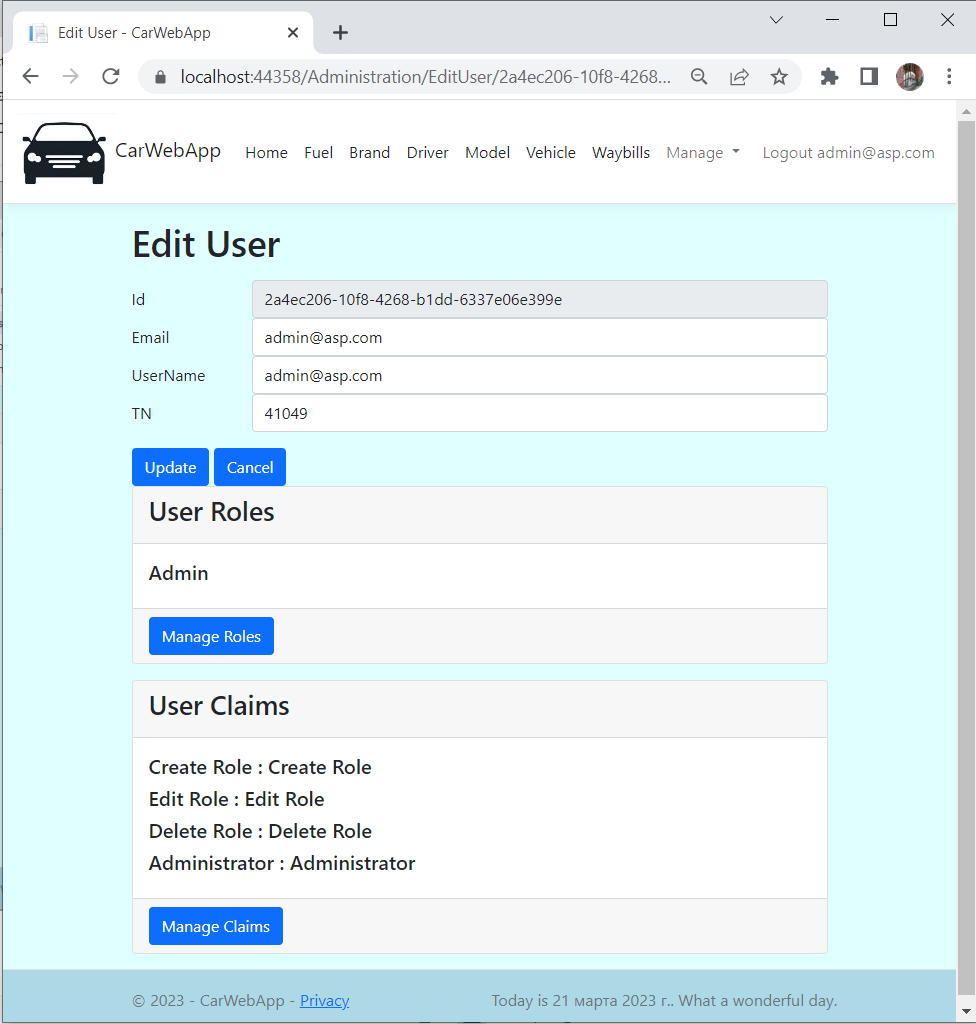 Edit User - CarWebApp
localhost:44358/Administration/EditUser/2a4ec206-10f8-4268...
CarWebApp Home Fuel Brand Driver Model Vehicle Waybills Manage Logout admin@asp.com
Edit User
Id 2a4ec206-10f8-4268-b1dd-6337e06e399e
Email admin@asp.com
UserName admin@asp.com
TN 41049
Update Cancel
User Roles
Admin
Manage Roles
User Claims
Create Role : Create Role
Edit Role : Edit Role
Delete Role : Delete Role
Administrator : Administrator
Manage Claims
© 2023 - CarWebApp - Privacy Today is 21 марта 2023 г.. What a wonderful day.